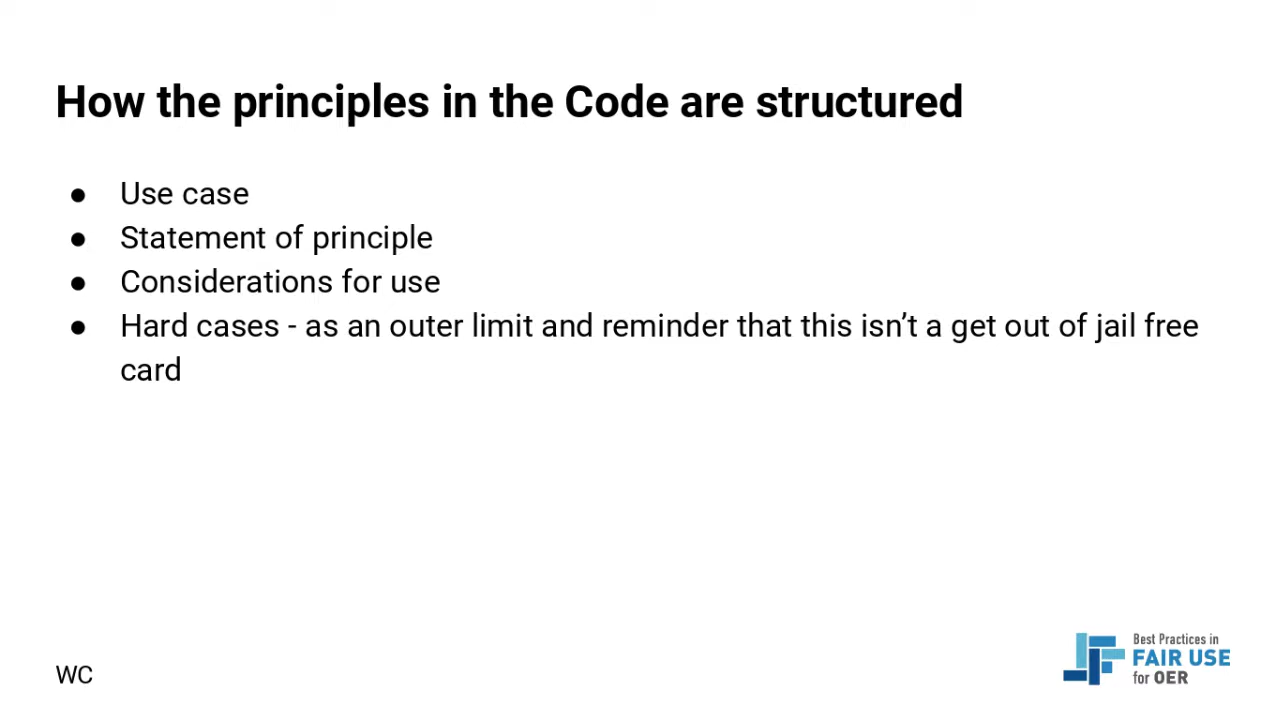 How the principles in the Code are structured
● Use case
● Statement of principle
● Considerations for use
● Hard cases - as an outer limit and reminder that this isn’t a get out of jail free
card
WC
Best Practices in
FAIR USE
for OER